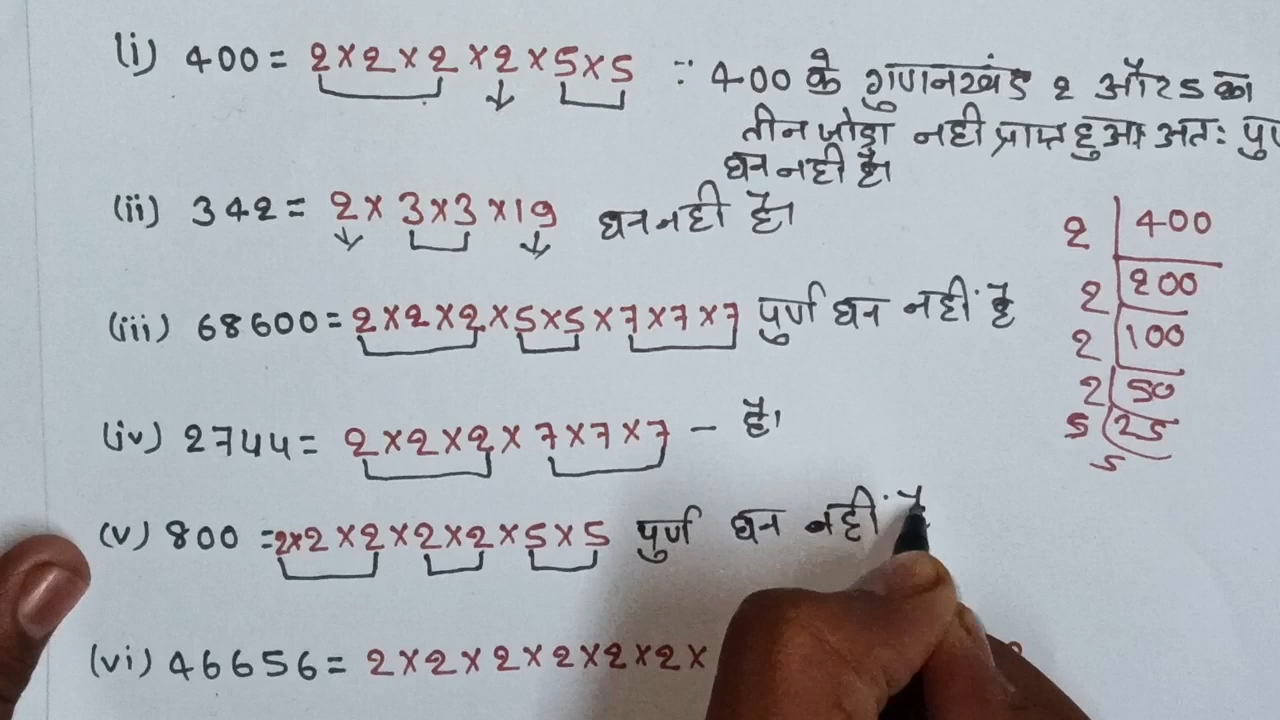 (i) 400 = 2×2×2×2×5×5 ∵ 400 के गुणनखंड 2 और 5 का
तीन जोड़ा नही प्राप्त हुआ अतः
घन नही है।
(ii) 342 = 2×3×3×19 घन नही है।
(iii) 68600 = 2×2×2×5×5×7×7×7 पुर्ण घन नहीं है
(iv) 2744 = 2×2×2×7×7×7 – है।
(v) 800 = 2×2×2×2×2×5×5 पुर्ण घन नहीं है
(vi) 46656 = 2×2×2×2×2×2×
2 | 400
2 | 200
2 | 100
2 | 50
5 | 25
5